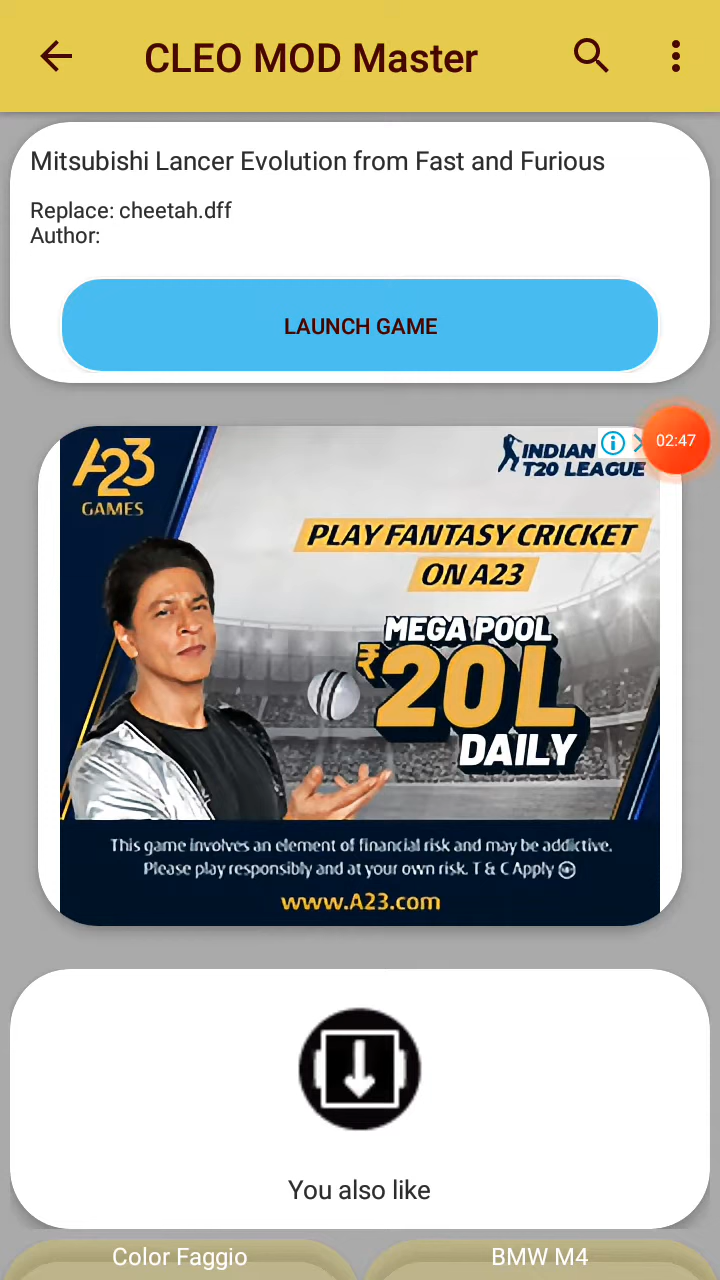 CLEO MOD Master
Mitsubishi Lancer Evolution from Fast and Furious
Replace: cheetah.dff
Author:
LAUNCH GAME
A23
GAMES
INDIAN
T20 LEAGUE
02:47
PLAY FANTASY CRICKET
ON A23
MEGA POOL
₹20L
DAILY
This game involves an element of financial risk and may be addictive.
Please play responsibly and at your own risk. T & C Apply 18+
www.A23.com
You also like
Color Faggio
BMW M4